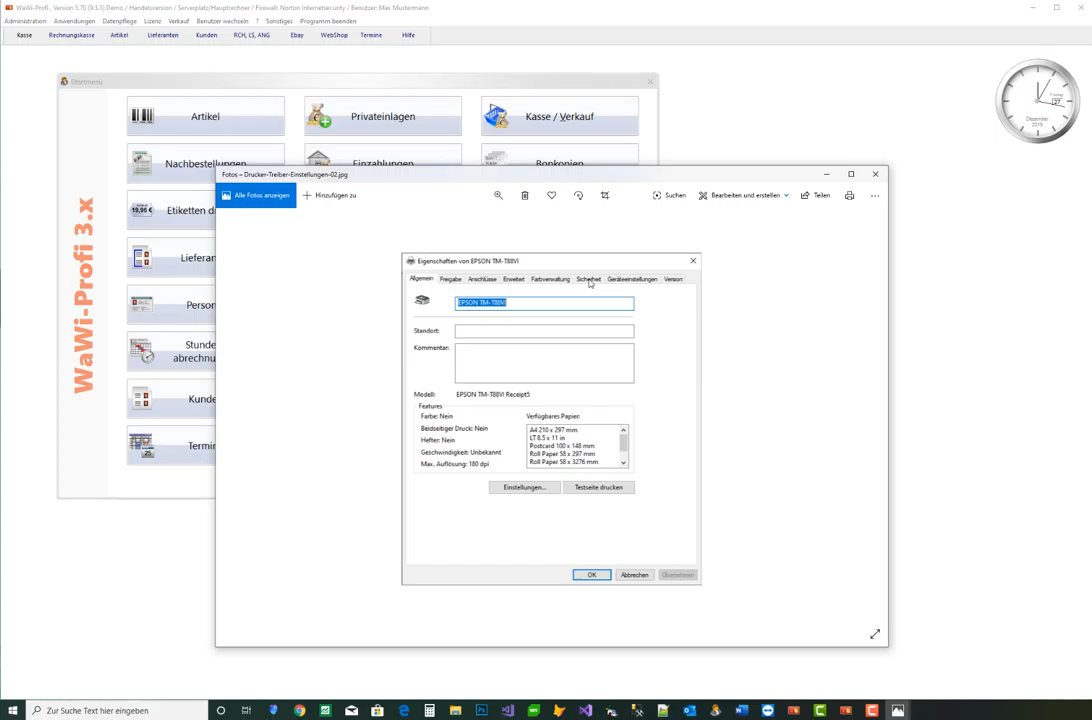 WaWi-Profi, Version 3,70 (9.3.5) Demo / Handelsversion / Serverplatz/Hauptrechner / Firewall: Norton Internetsecurity / Benutzer: Max Mustermann
Administration Anwendungen Datenpflege Lizenz Verkauf Benutzer wechseln ? Sonstiges Programm beenden
Kasse Rechnungskasse Artikel Lieferanten Kunden RCH, LS, ANG Ebay WebShop Termine Hilfe
Startmenü
Artikel Privateinlagen Kasse / Verkauf
Nachbestellungen Einzahlungen Bonkopien
Etiketten d
Lieferan
Person
Stunde
abrechnu
Kunde
Termi
WaWi-Profi 3.x
27
Dezember
2019
Fotos – Drucker-Treiber-Einstellungen-02.jpg
Alle Fotos anzeigen Hinzufügen zu Suchen Bearbeiten und erstellen Teilen
Eigenschaften von EPSON TM-T88VI
Allgemein Freigabe Anschlüsse Erweitert Farbverwaltung Sicherheit Geräteeinstellungen Version
EPSON TM-T88VI
Standort:
Kommentar:
Modell: EPSON TM-T88VI Receipt5
Features
Farbe: Nein
Beidseitiger Druck: Nein
Hefter: Nein
Geschwindigkeit: Unbekannt
Max. Auflösung: 180 dpi
Verfügbares Papier:
A4 210 x 297 mm
LT 8.5 x 11 in
Postcard 100 x 148 mm
Roll Paper 58 x 297 mm
Roll Paper 58 x 3276 mm
Einstellungen... Testseite drucken
OK Abbrechen Übernehmen
Zur Suche Text hier eingeben